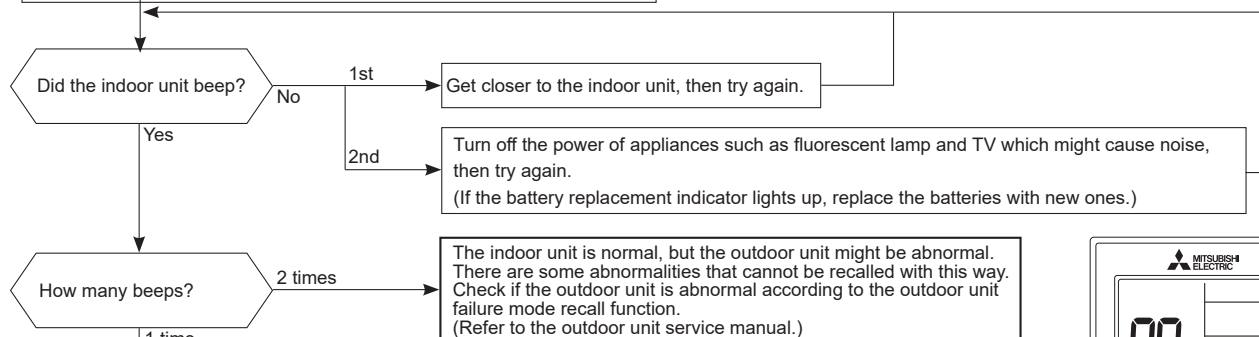 Did the indoor unit beep?
No
1st
Get closer to the indoor unit, then try again.
Yes
2nd
Turn off the power of appliances such as fluorescent lamp and TV which might cause noise,
then try again.
(If the battery replacement indicator lights up, replace the batteries with new ones.)
How many beeps?
2 times
The indoor unit is normal, but the outdoor unit might be abnormal.
There are some abnormalities that cannot be recalled with this way.
Check if the outdoor unit is abnormal according to the outdoor unit
failure mode recall function.
(Refer to the outdoor unit service manual.)
MITSUBISHI
ELECTRIC
1 time